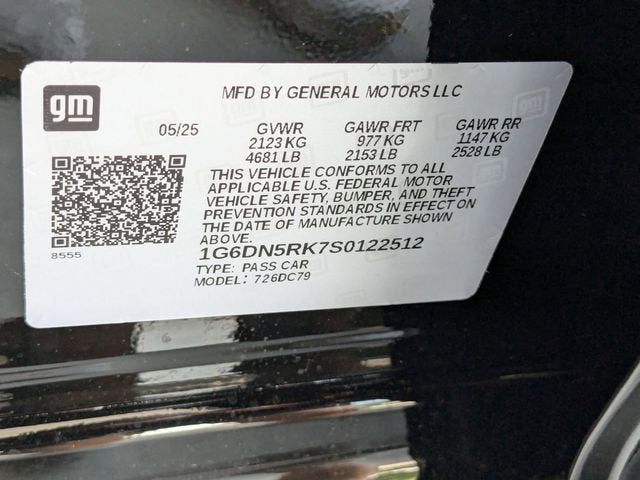 gm
MFD BY GENERAL MOTORS LLC
05/25 GVWR GAWR FRT GAWR RR
2123 KG 977 KG 1147 KG
4681 LB 2153 LB 2528 LB
THIS VEHICLE CONFORMS TO ALL
APPLICABLE U.S. FEDERAL MOTOR
VEHICLE SAFETY, BUMPER, AND THEFT
PREVENTION STANDARDS IN EFFECT ON
THE DATE OF MANUFACTURE SHOWN
ABOVE.
8555
1G6DN5RK7S0122512
TYPE: PASS CAR
MODEL: 726DC79